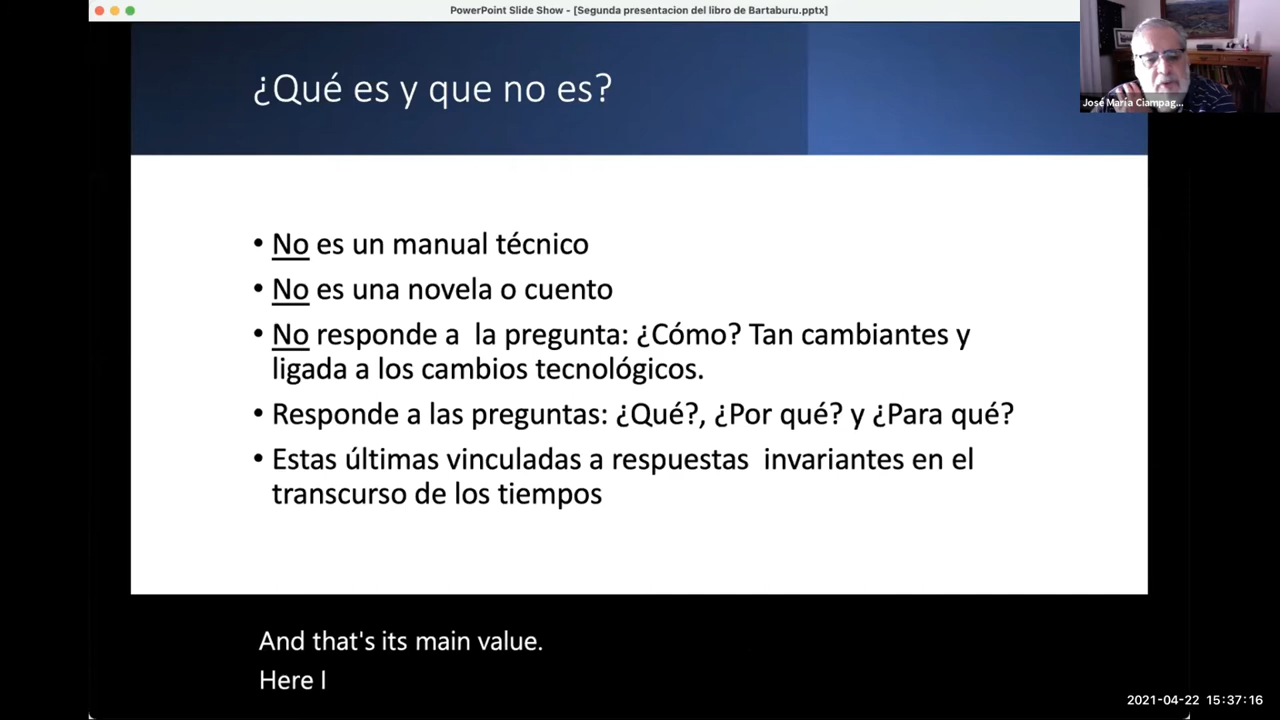 PowerPoint Slide Show - [Segunda presentacion del libro de Bartaburu.pptx]
José María Ciampag...
¿Qué es y que no es?
• No es un manual técnico
• No es una novela o cuento
• No responde a  la pregunta: ¿Cómo? Tan cambiantes y
ligada a los cambios tecnológicos.
• Responde a las preguntas: ¿Qué?, ¿Por qué? y ¿Para qué?
• Estas últimas vinculadas a respuestas  invariantes en el
transcurso de los tiempos
And that's its main value.
Here I
2021-04-22 15:37:16